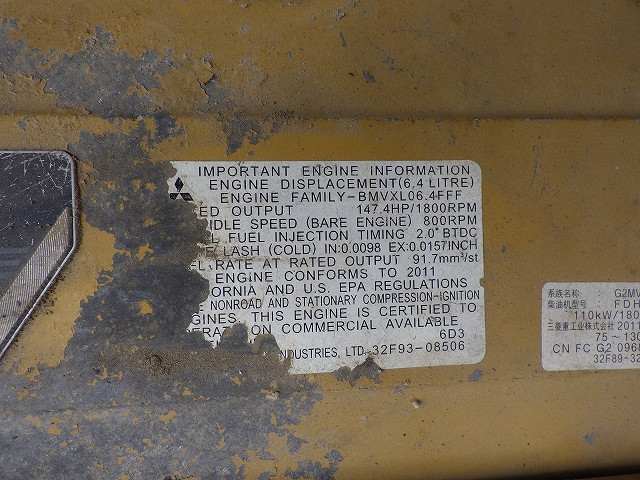 IMPORTANT ENGINE INFORMATION
ENGINE DISPLACEMENT(6.4 LITRE)
ENGINE FAMILY-BMVXL06.4FFF
ED OUTPUT 147.4HP/1800RPM
IDLE SPEED (BARE ENGINE) 800RPM
FUEL INJECTION TIMING 2.0° BTDC
LASH (COLD) IN:0.0098 EX:0.0157INCH
RATE AT RATED OUTPUT 91.7mm³/st
ENGINE CONFORMS TO 2011
ORNIA AND U.S. EPA REGULATIONS
NONROAD AND STATIONARY COMPRESSION-IGNITION
GINES. THIS ENGINE IS CERTIFIED TO
ERATE ON COMMERCIAL AVAILABLE
6D3
NDUSTRIES, LTD. 32F93-08506
系族名称: G2MV
柴油机型号: FDH
110kW/180
三菱重工业株式会社 2011
75-130
CN FC G2 0968
32F89-32